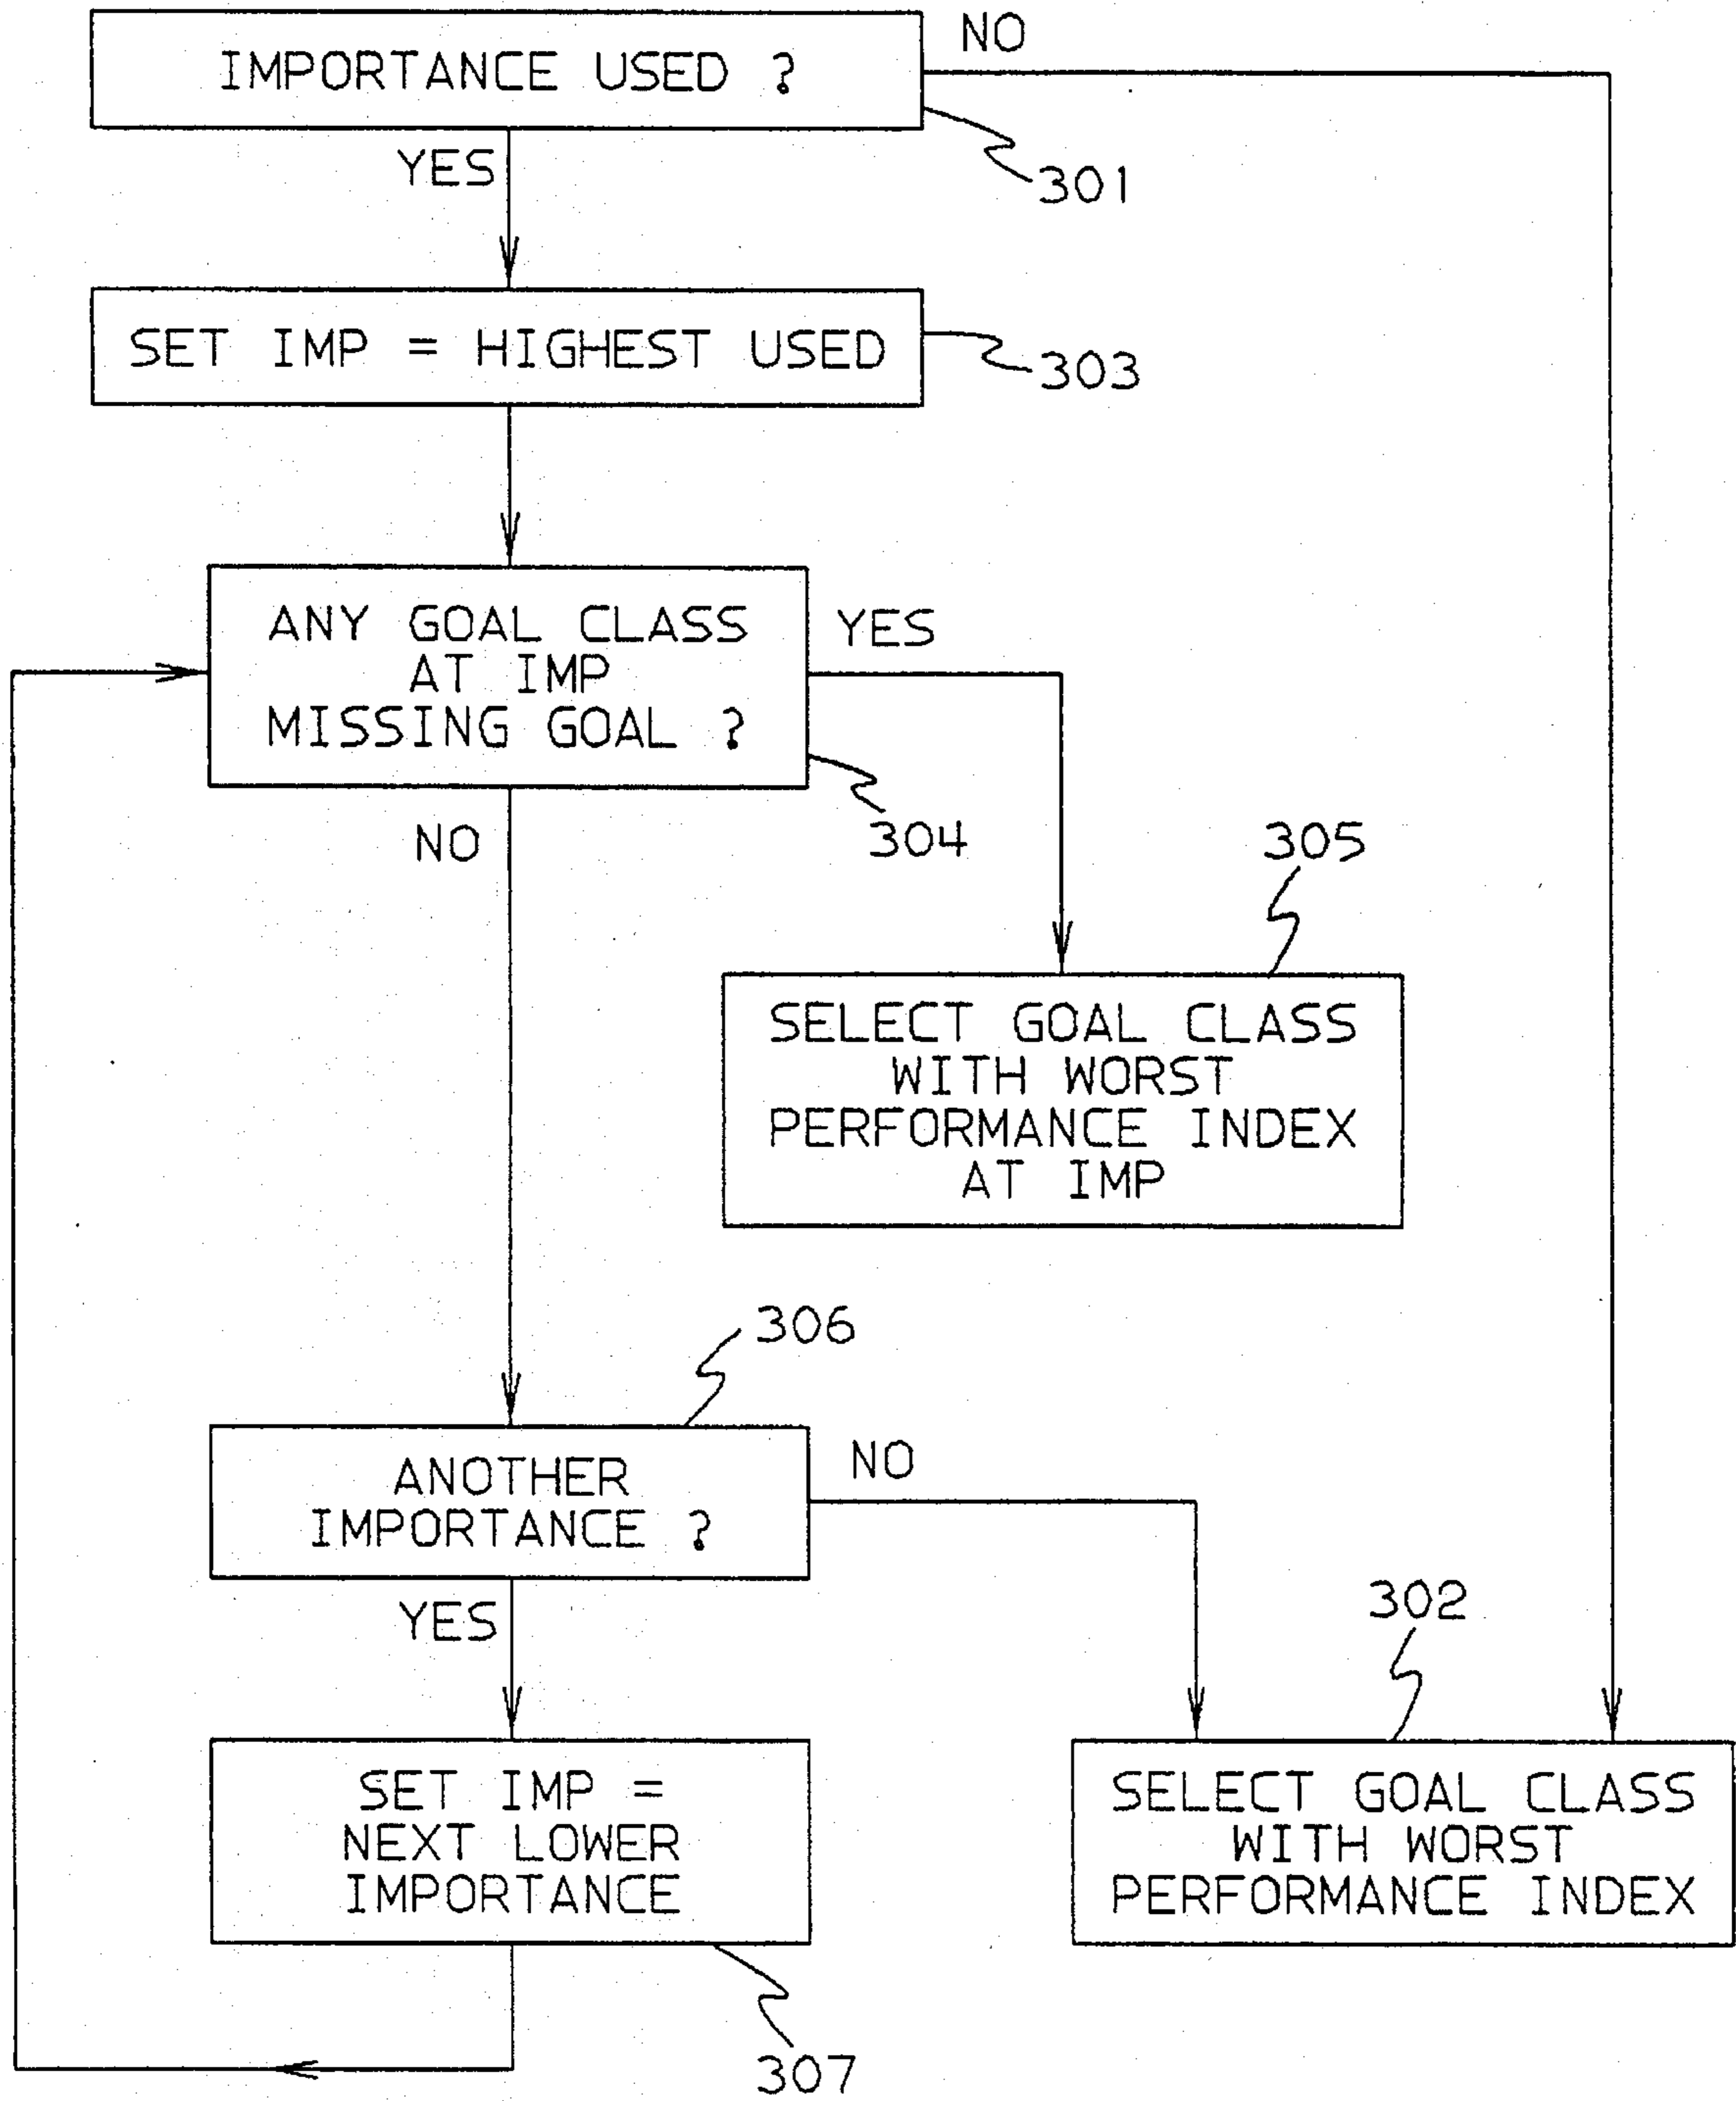 IMPORTANCE USED ?
NO
301
YES
SET IMP = HIGHEST USED
303
ANY GOAL CLASS
AT IMP
MISSING GOAL ?
YES
304
NO
305
SELECT GOAL CLASS
WITH WORST
PERFORMANCE INDEX
AT IMP
306
ANOTHER
IMPORTANCE ?
NO
YES
302
SET IMP =
NEXT LOWER
IMPORTANCE
SELECT GOAL CLASS
WITH WORST
PERFORMANCE INDEX
307